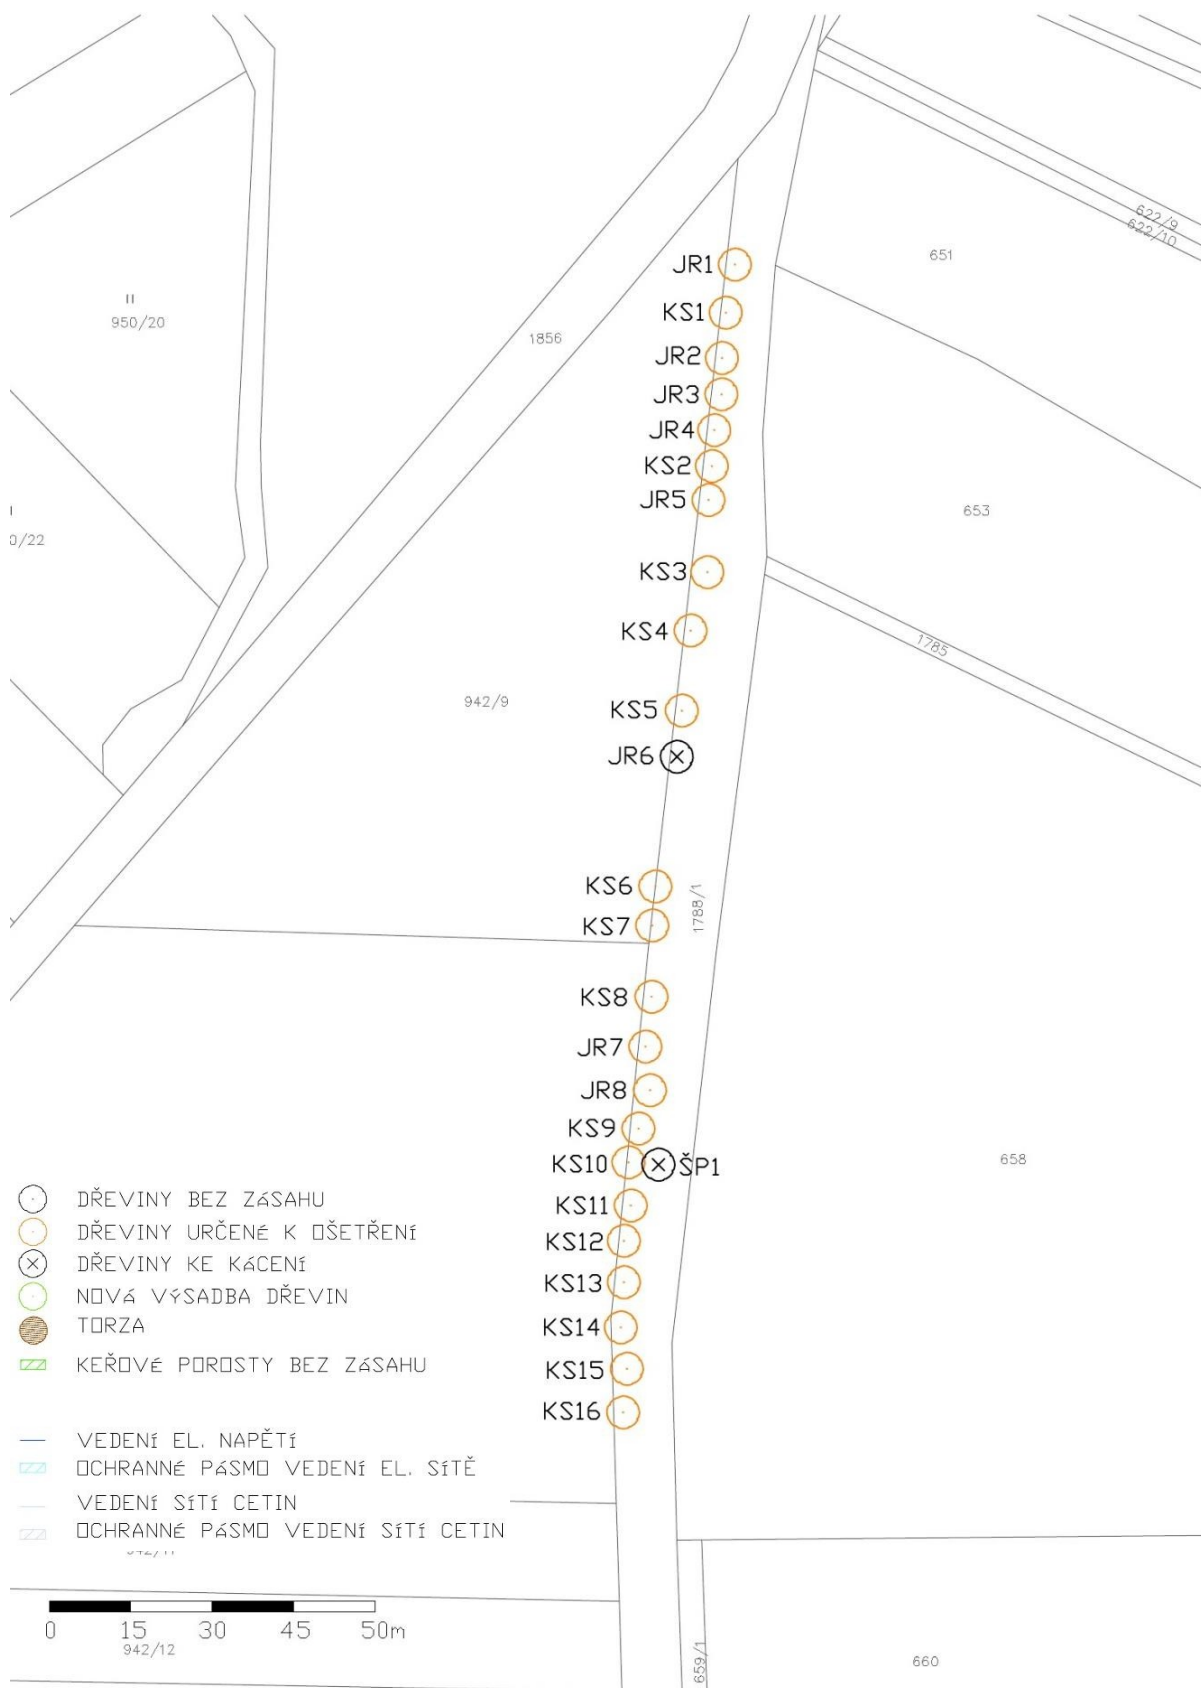 622/9
622/10
651
JR1
II
950/20
KS1
1856
JR2
JR3
JR4
KS2
JR5
653
0/22
KS3
KS4
1785
942/9
KS5
JR6
KS6
1788/1
KS7
KS8
JR7
JR8
KS9
KS10
ŠP1
658
KS11
KS12
KS13
KS14
KS15
KS16
DŘEVINY BEZ ZÁSAHU
DŘEVINY URČENÉ K OŠETŘENÍ
DŘEVINY KE KÁCENÍ
NOVÁ VÝSADBA DŘEVIN
TORZA
KEŘOVÉ POROSTY BEZ ZÁSAHU
VEDENÍ EL. NAPĚTÍ
OCHRANNÉ PÁSMO VEDENÍ EL. SÍTĚ
VEDENÍ SÍTÍ CETIN
OCHRANNÉ PÁSMO VEDENÍ SÍTÍ CETIN
0 15 30 45 50m
942/12
659/1
660